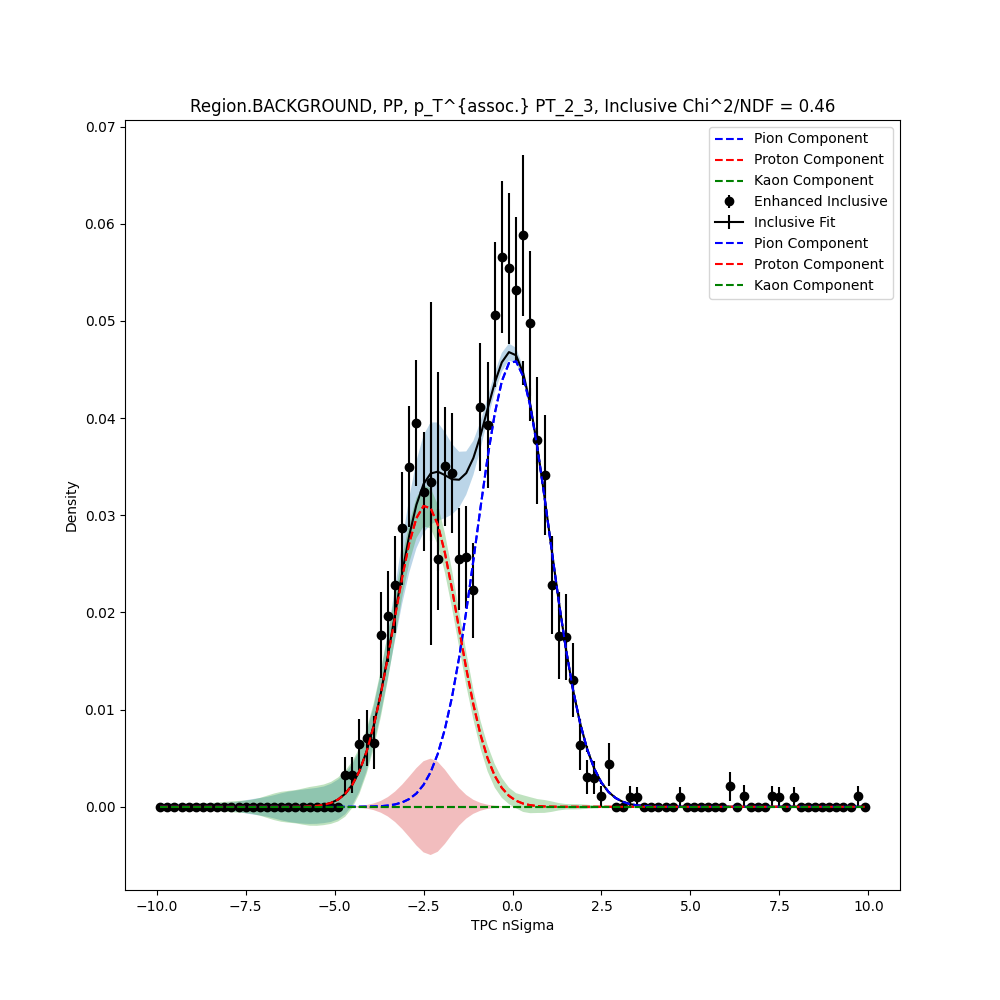 Region.BACKGROUND, PP, p_T^{assoc.} PT_2_3, Inclusive Chi^2/NDF = 0.46
Pion Component
Proton Component
Kaon Component
Enhanced Inclusive
Inclusive Fit
Pion Component
Proton Component
Kaon Component
0.07
0.06
0.05
0.04
0.03
0.02
0.01
0.00
Density
−10.0 −7.5 −5.0 −2.5 0.0 2.5 5.0 7.5 10.0
TPC nSigma